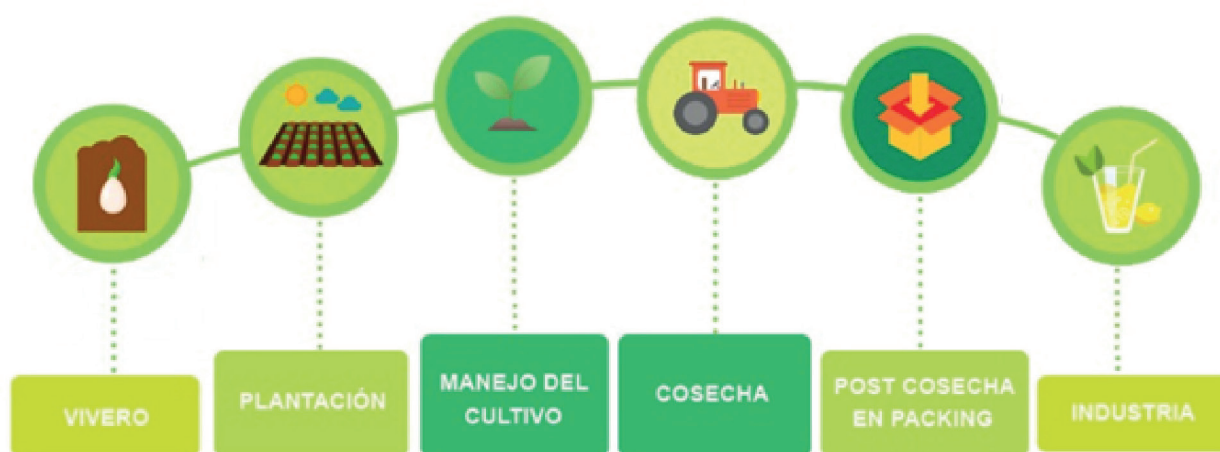 VIVERO
PLANTACIÓN
MANEJO DEL
CULTIVO
COSECHA
POST COSECHA
EN PACKING
INDUSTRIA